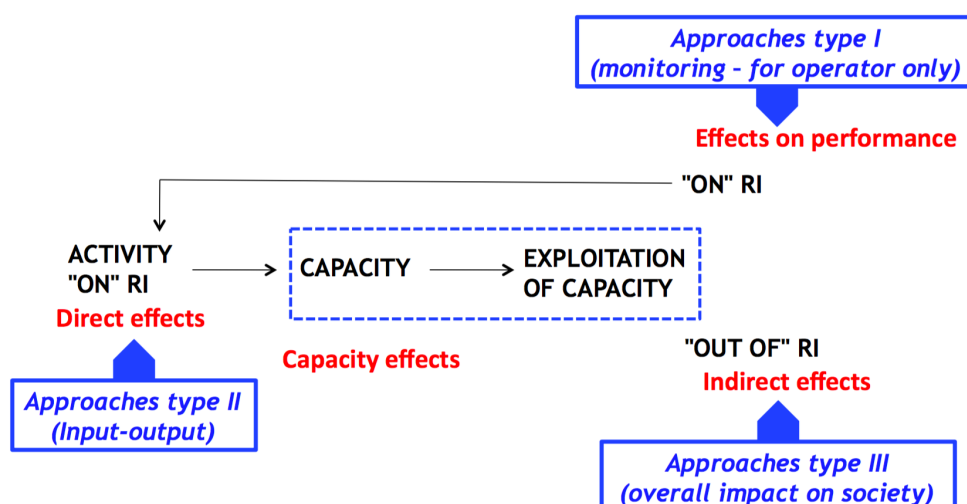 Approaches type I
(monitoring – for operator only)
Effects on performance
"ON" RI
ACTIVITY
"ON" RI
CAPACITY
EXPLOITATION
OF CAPACITY
Direct effects
Capacity effects
"OUT OF" RI
Indirect effects
Approaches type II
(Input-output)
Approaches type III
(overall impact on society)